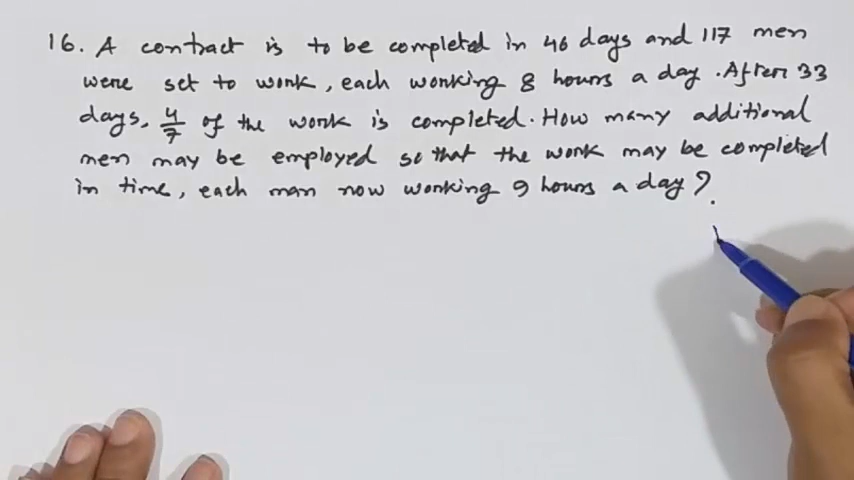 16. A contract is to be completed in 46 days and 117 men
were set to work, each working 8 hours a day. After 33
days, 4/7 of the work is completed. How many additional
men may be employed so that the work may be completed
in time, each man now working 9 hours a day?.